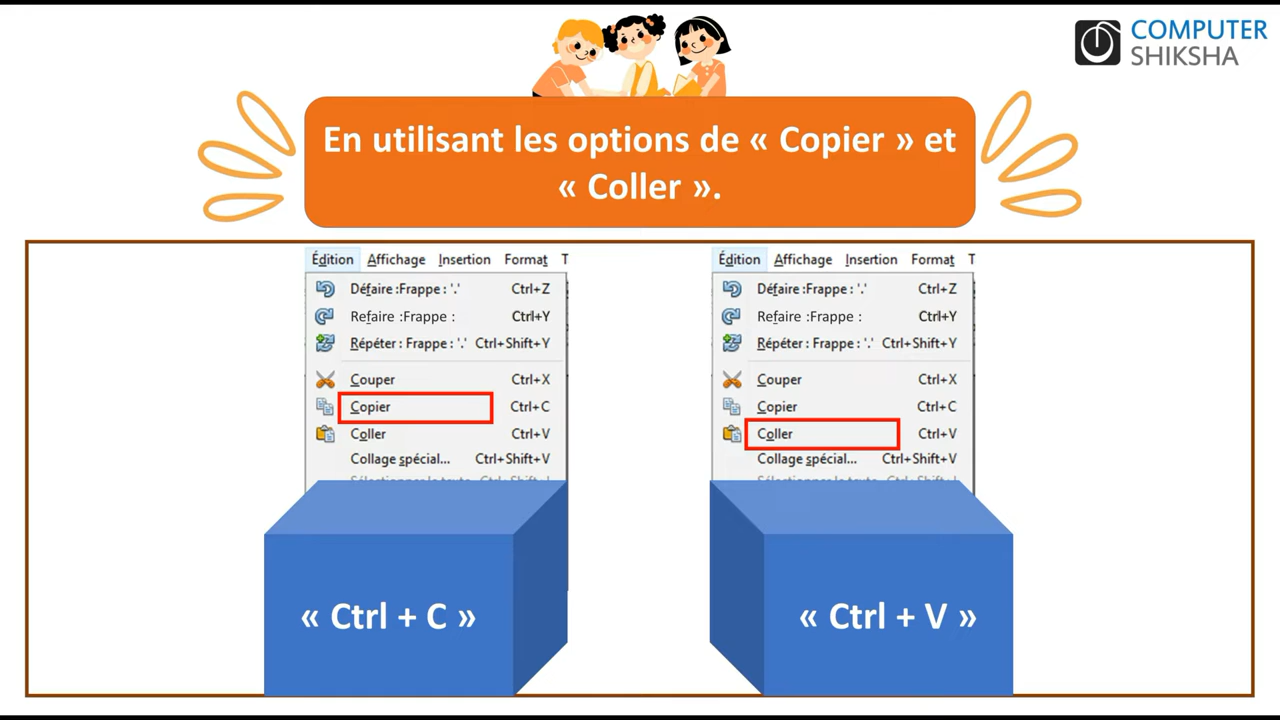 COMPUTER
SHIKSHA
En utilisant les options de « Copier » et
« Coller ».
Édition Affichage Insertion Format T
Défaire :Frappe : '.' Ctrl+Z
Refaire :Frappe : Ctrl+Y
Répéter : Frappe : '.' Ctrl+Shift+Y
Couper Ctrl+X
Copier Ctrl+C
Coller Ctrl+V
Collage spécial... Ctrl+Shift+V
« Ctrl + C »
Édition Affichage Insertion Format T
Défaire :Frappe : '.' Ctrl+Z
Refaire :Frappe : Ctrl+Y
Répéter : Frappe : '.' Ctrl+Shift+Y
Couper Ctrl+X
Copier Ctrl+C
Coller Ctrl+V
Collage spécial... Ctrl+Shift+V
« Ctrl + V »